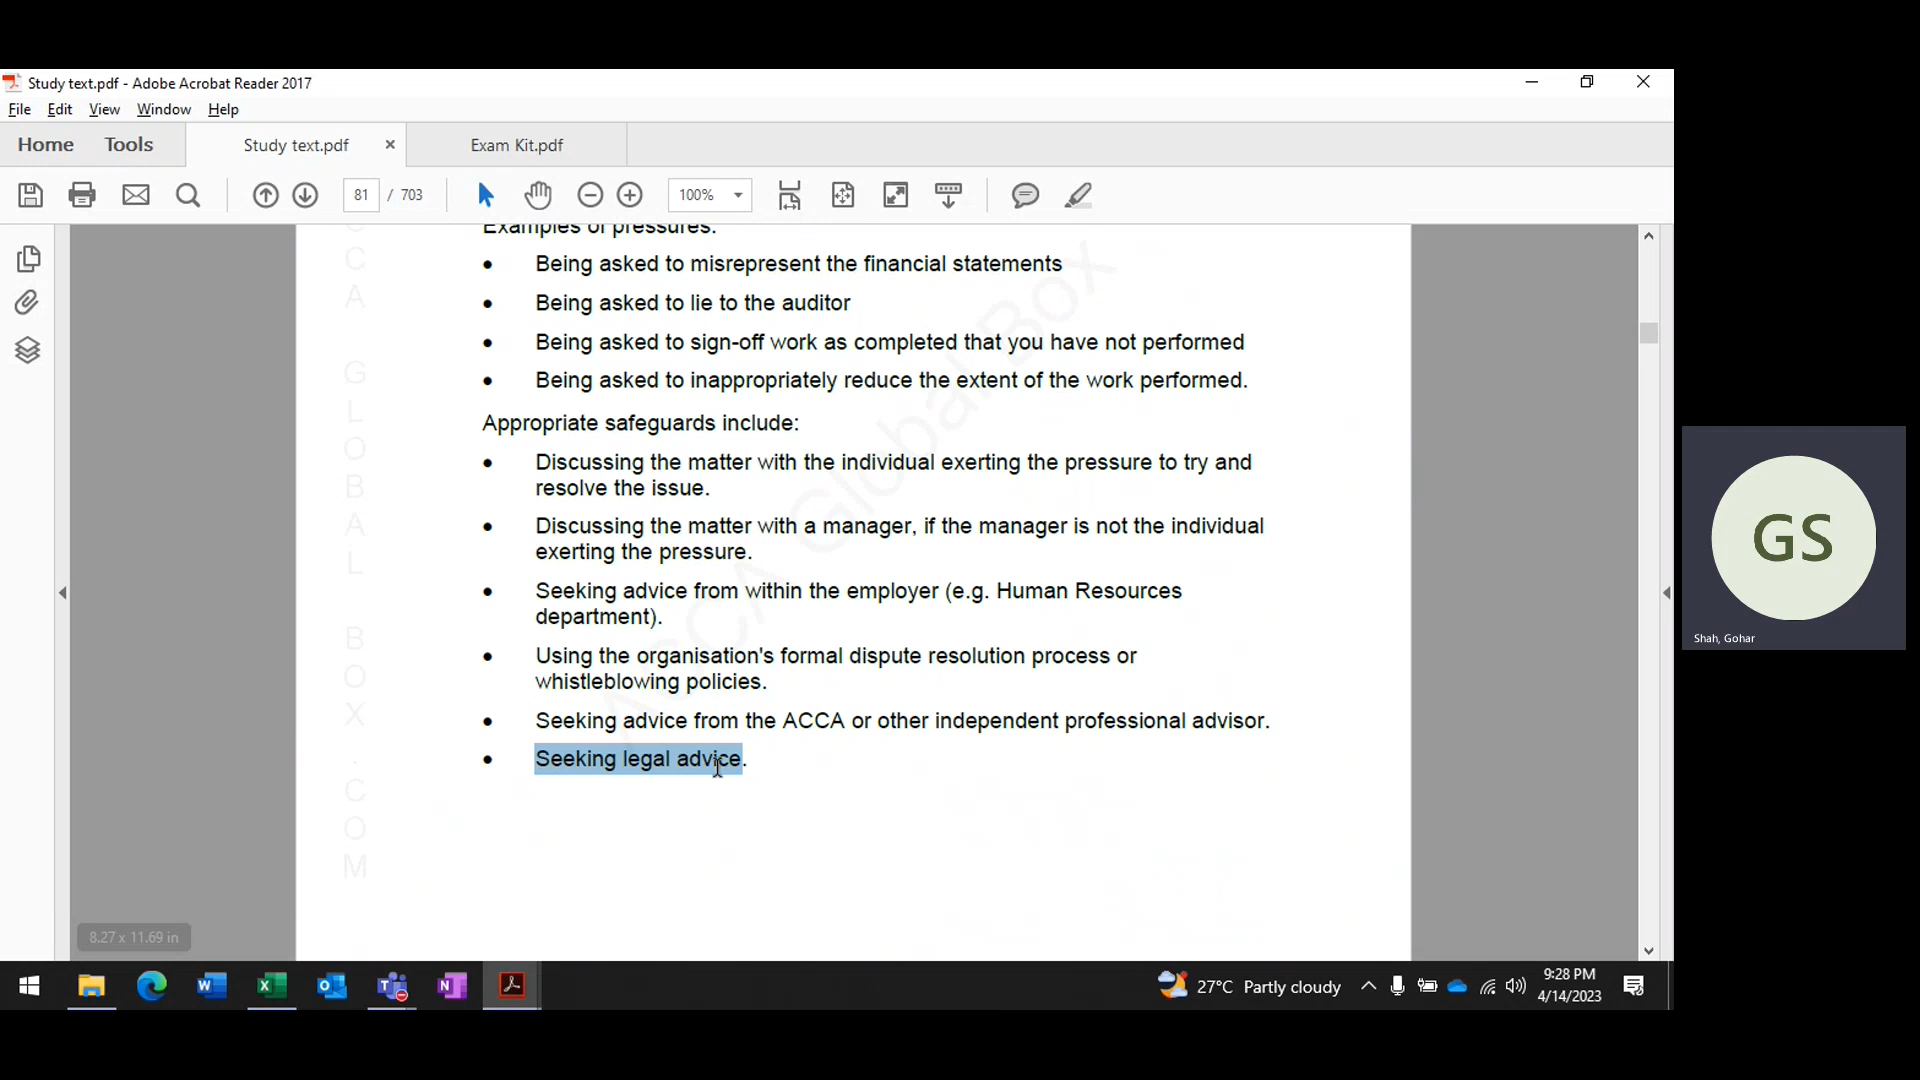 Study text.pdf - Adobe Acrobat Reader 2017
File Edit View Window Help
Home Tools Study text.pdf × Exam Kit.pdf
81 / 703 100%
Examples of pressures:
• Being asked to misrepresent the financial statements
• Being asked to lie to the auditor
• Being asked to sign-off work as completed that you have not performed
• Being asked to inappropriately reduce the extent of the work performed.
Appropriate safeguards include:
• Discussing the matter with the individual exerting the pressure to try and
resolve the issue.
• Discussing the matter with a manager, if the manager is not the individual
exerting the pressure.
• Seeking advice from within the employer (e.g. Human Resources
department).
• Using the organisation's formal dispute resolution process or
whistleblowing policies.
• Seeking advice from the ACCA or other independent professional advisor.
• Seeking legal advice.
ACCA Global Box
C
A
G
L
O
B
A
L
B
O
X
.
C
O
M
8.27 x 11.69 in
GS
Shah, Gohar
27°C Partly cloudy
9:28 PM
4/14/2023